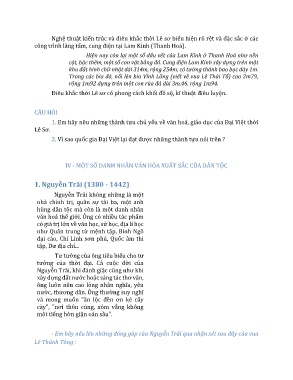 Nghệ thuật kiến trúc và điêu khắc thời Lê sơ biểu hiện rõ rệt và đặc sắc ở các
công trình lăng tẩm, cung điện tại Lam Kinh (Thanh Hoá).
Hiện nay còn lại một số dấu vết của Lam Kinh ở Thanh Hoá như nền
cột, bậc thềm, một số con vật bằng đá. Cung điện Lam Kinh xây dựng trên một
khu đất hình chữ nhật dài 314m, rộng 254m, có tường thành bao bọc dày 1m.
Trong các bia đá, nổi lên bia Vĩnh Lăng (viết về vua Lê Thái Tổ) cao 2m79,
rộng 1m92 dựng trên một con rùa đá dài 3m46, rộng 1m94.
Điêu khắc thời Lê sơ có phong cách khối đồ sộ, kĩ thuật điêu luyện.
CÂU HỎI
1. Em hãy nêu những thành tựu chủ yếu về văn hoá, giáo dục của Đại Việt thời
Lê Sơ.
2. Vì sao quốc gia Đại Việt lại đạt được những thành tựu nói trên ?
IV - MỘT SỐ DANH NHÂN VĂN HÓA XUẤT SẮC CỦA DÂN TỘC
1. Nguyễn Trãi (1380 - 1442)
Nguyễn Trãi không những là một
nhà chính trị, quân sự tài ba, một anh
hùng dân tộc mà còn là một danh nhân
văn hoá thế giới. Ông có nhiều tác phẩm
có giá trị lớn về văn học, sử học, địa lí học
như Quân trung từ mệnh tập, Bình Ngô
đại cáo, Chí Linh sơn phú, Quốc âm thi
tập, Dư địa chí...
Tư tưởng của ông tiêu biểu cho tư
tưởng của thời đại. Cả cuộc đời của
Nguyễn Trãi, khi đánh giặc cũng như khi
xây dựng đất nước hoặc sáng tác thơ văn,
ông luôn nêu cao lòng nhân nghĩa, yêu
nước, thương dân. Ông thường suy nghĩ
và mong muốn "ăn lộc đền ơn kẻ cấy
cày", "nơi thôn cùng, xóm vắng không
một tiếng hờn giận oán sầu".
- Em hãy nêu những đóng góp của Nguyễn Trãi qua nhận xét sau đây của vua
Lê Thánh Tông :